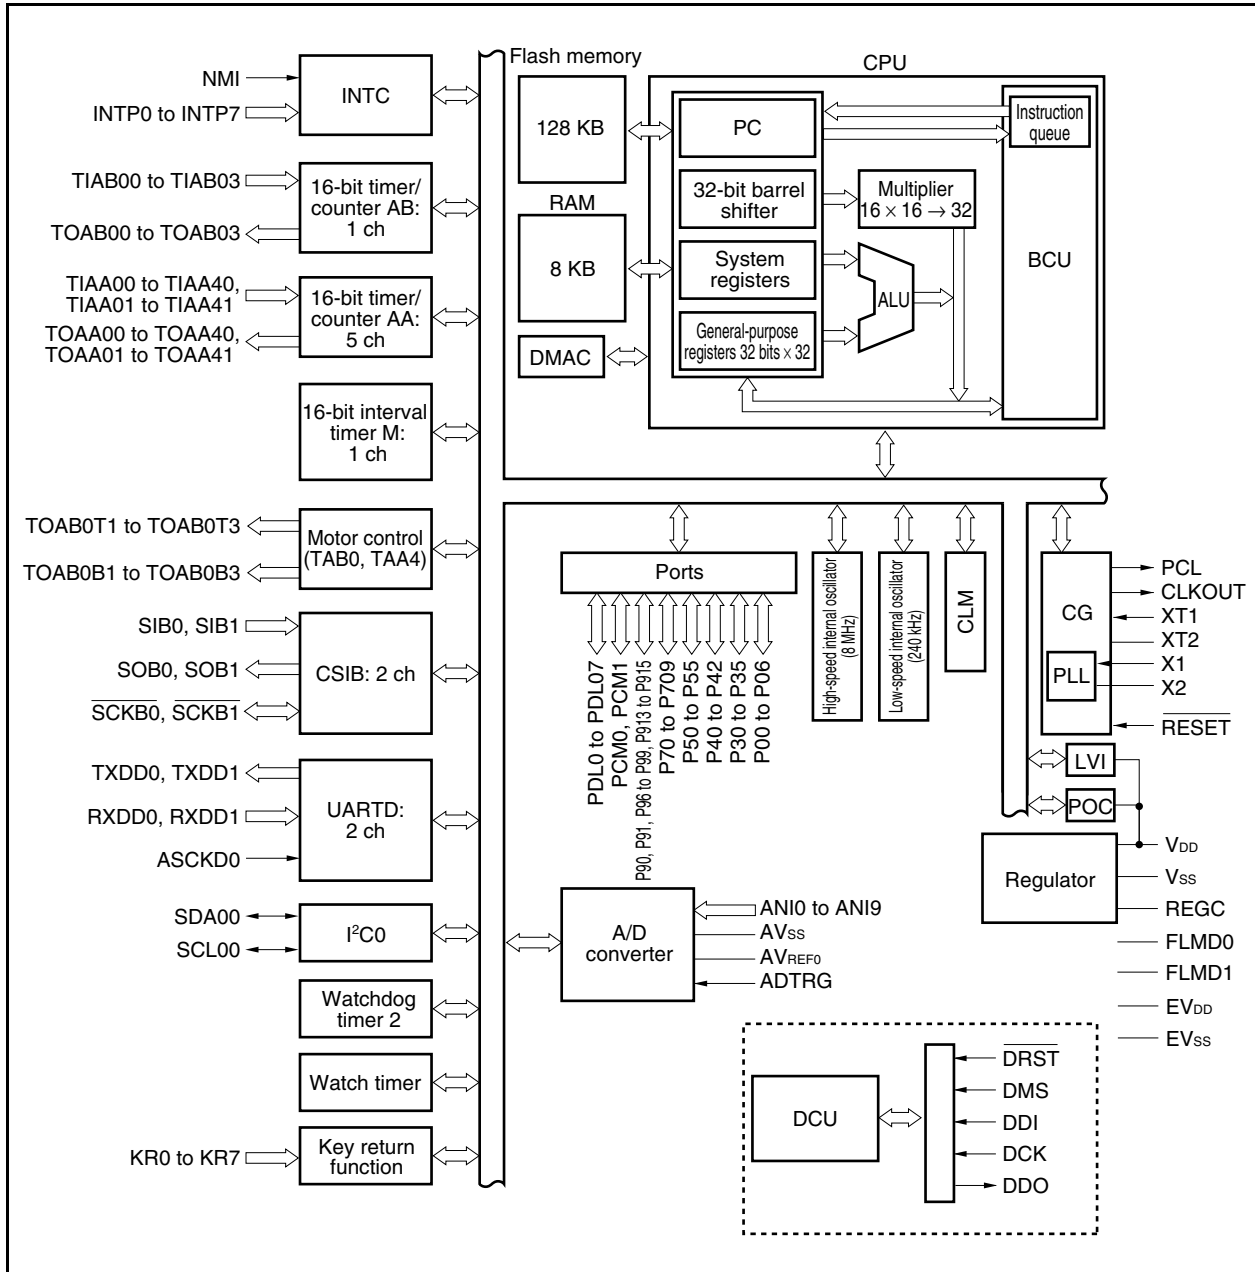 NMI
INTP0 to INTP7
INTC
TIAB00 to TIAB03
TOAB00 to TOAB03
16-bit timer/
counter AB:
1 ch
TIAA00 to TIAA40,
TIAA01 to TIAA41
TOAA00 to TOAA40,
TOAA01 to TOAA41
16-bit timer/
counter AA:
5 ch
16-bit interval
timer M:
1 ch
TOAB0T1 to TOAB0T3
TOAB0B1 to TOAB0B3
Motor control
(TAB0, TAA4)
SIB0, SIB1
SOB0, SOB1
SCKB0, SCKB1
CSIB: 2 ch
TXDD0, TXDD1
RXDD0, RXDD1
ASCKD0
UARTD:
2 ch
SDA00
SCL00
I²C0
Watchdog
timer 2
Watch timer
KR0 to KR7
Key return
function
Flash memory
128 KB
RAM
8 KB
DMAC
CPU
PC
32-bit barrel
shifter
System
registers
General-purpose
registers 32 bits × 32
Multiplier
16 × 16 → 32
ALU
Instruction
queue
BCU
Ports
PDL0 to PDL07
PCM0, PCM1
P90, P91, P96 to P99, P913 to P915
P70 to P709
P50 to P55
P40 to P42
P30 to P35
P00 to P06
High-speed internal oscillator
(8 MHz)
Low-speed internal oscillator
(240 kHz)
CLM
CG
PLL
PCL
CLKOUT
XT1
XT2
X1
X2
RESET
LVI
POC
Regulator
VDD
VSS
REGC
FLMD0
FLMD1
EVDD
EVSS
A/D
converter
ANI0 to ANI9
AVSS
AVREF0
ADTRG
DCU
DRST
DMS
DDI
DCK
DDO